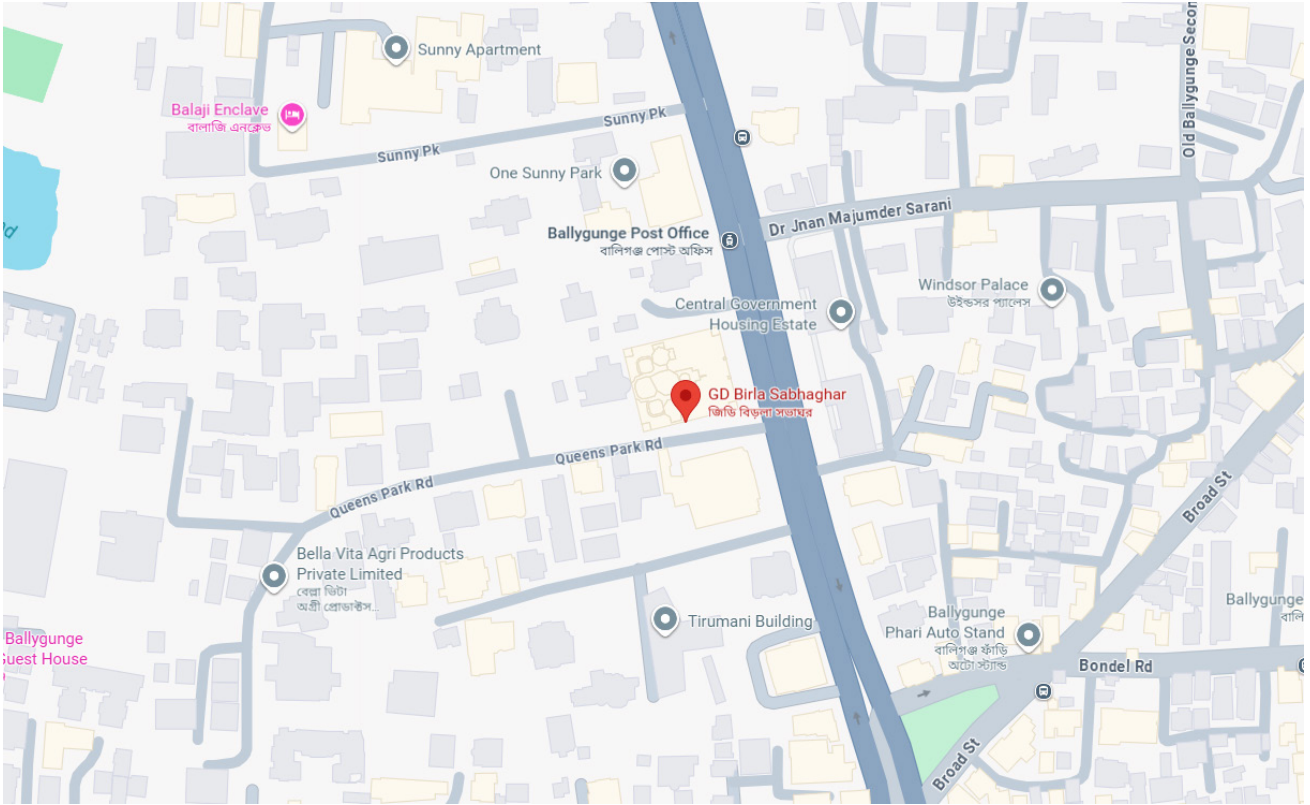 Sunny Apartment
Balaji Enclave
বালাজি এনক্লেভ
Sunny Pk
Sunny Pk
One Sunny Park
Old Ballygunge
Dr Jnan Majumder Sarani
Ballygunge Post Office
বালিগঞ্জ পোস্ট অফিস
Windsor Palace
উইন্ডসর প্যালেস
Central Government
Housing Estate
GD Birla Sabhaghar
জিডি বিড়লা সভাঘর
Queens Park Rd
Queens Park Rd
Broad St
Bella Vita Agri Products
Private Limited
বেল্লা ভিটা
অগ্রী প্রোডাক্টস...
Tirumani Building
Ballygunge
Phari Auto Stand
বালিগঞ্জ ফাঁড়ি
অটো স্ট্যান্ড
Ballygunge
Ballygunge
Guest House
Bondel Rd
Broad St